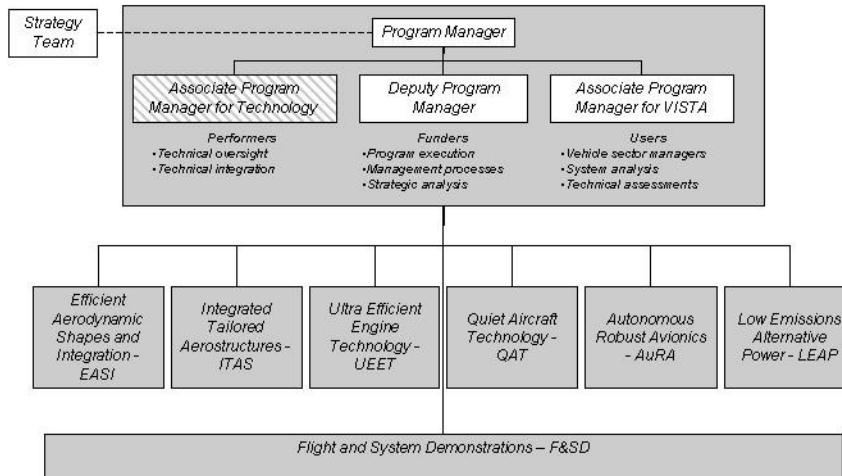 Strategy
Team
Program Manager
Associate Program
Manager for Technology
Deputy Program
Manager
Associate Program
Manager for VISTA
Performers
•Technical oversight
•Technical integration
Funders
•Program execution
•Management processes
•Strategic analysis
Users
•Vehicle sector managers
•System analysis
•Technical assessments
Efficient
Aerodynamic
Shapes and
Integration -
EASI
Integrated
Tailored
Aerostructures -
ITAS
Ultra Efficient
Engine
Technology -
UEET
Quiet Aircraft
Technology -
QAT
Autonomous
Robust Avionics
- AuRA
Low Emissions
Alternative
Power - LEAP
Flight and System Demonstrations – F&SD